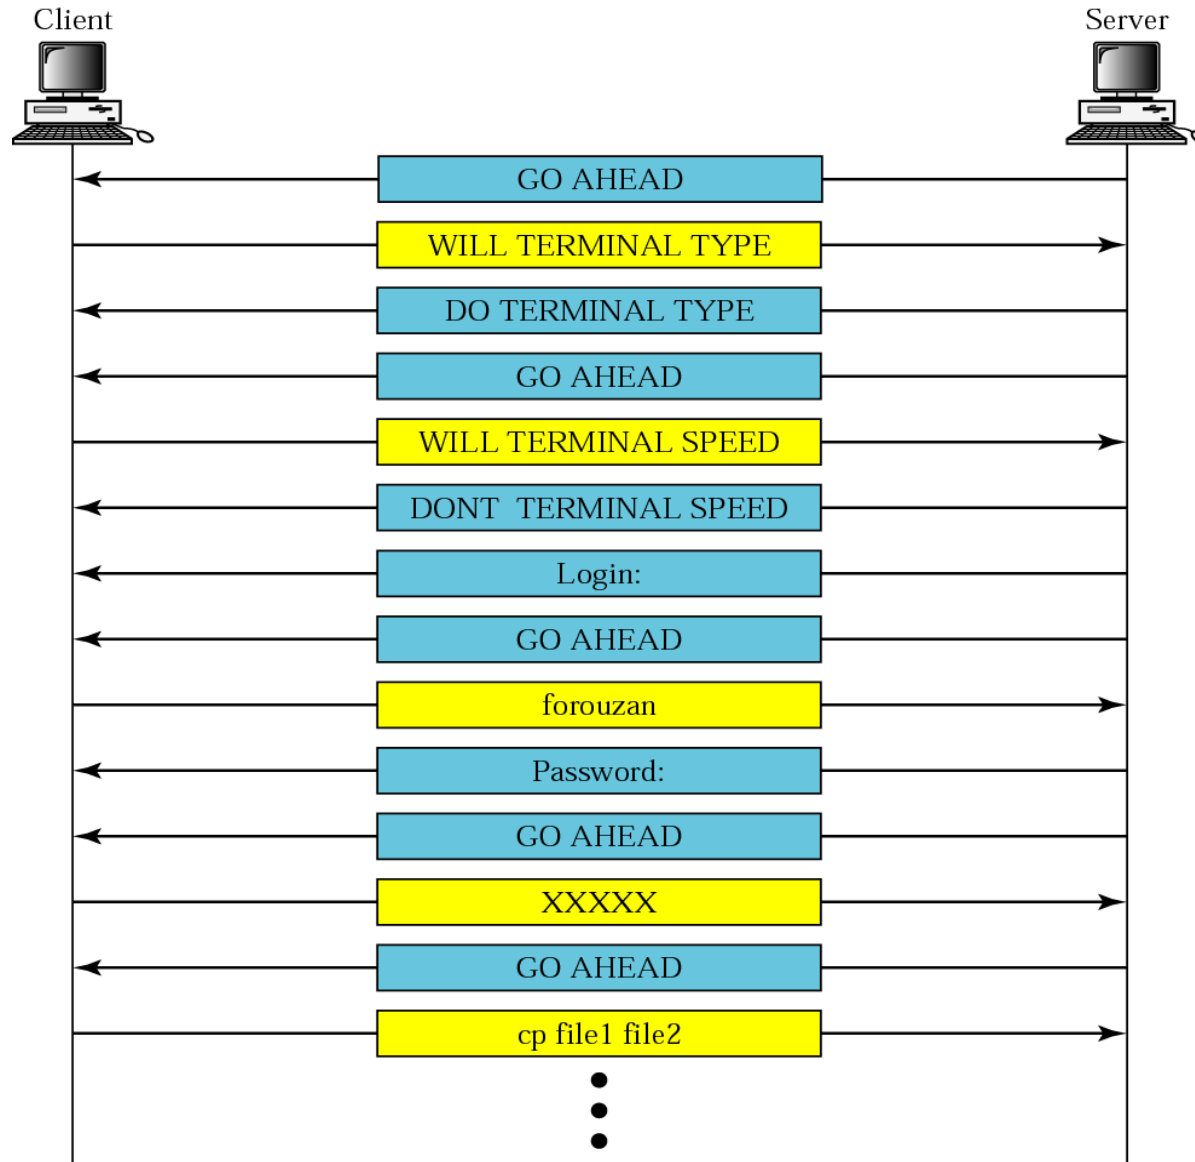 Client
Server
GO AHEAD
WILL TERMINAL TYPE
DO TERMINAL TYPE
GO AHEAD
WILL TERMINAL SPEED
DONT TERMINAL SPEED
Login:
GO AHEAD
forouzan
Password:
GO AHEAD
XXXXX
GO AHEAD
cp file1 file2